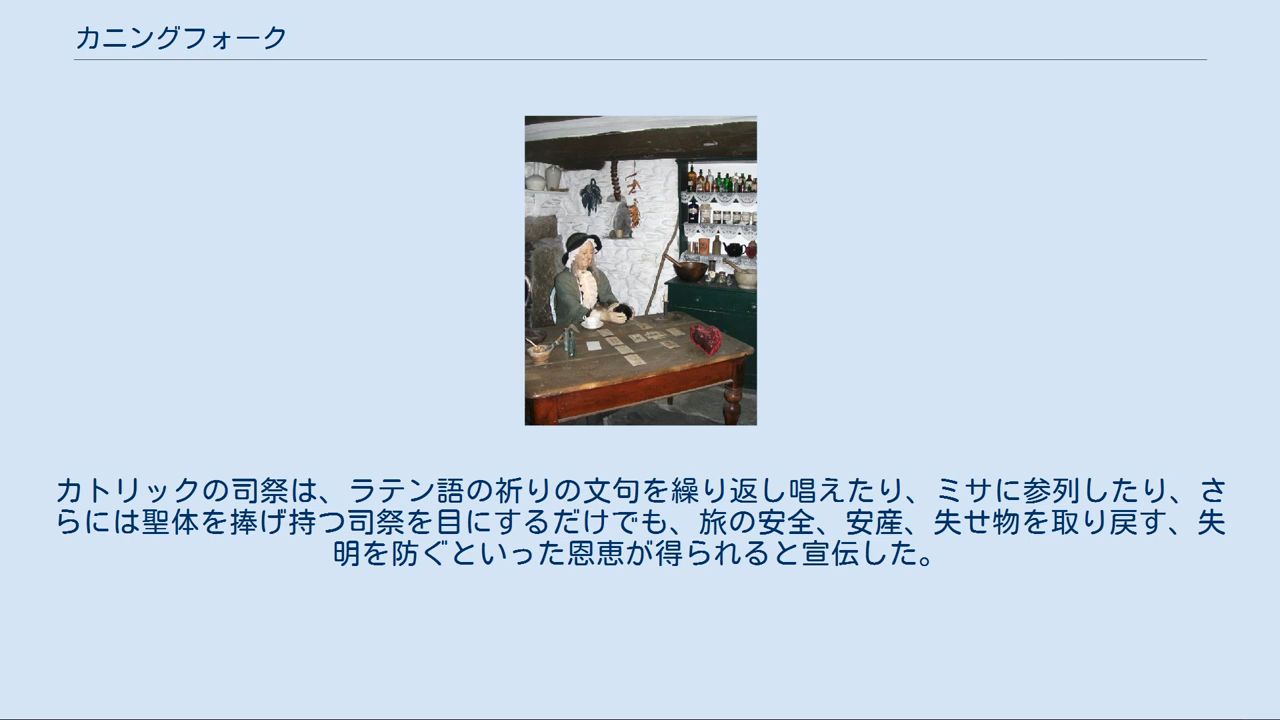 カニングフォーク
カトリックの司祭は、ラテン語の祈りの文句を繰り返し唱えたり、ミサに参列したり、さ
らには聖体を捧げ持つ司祭を目にするだけでも、旅の安全、安産、失せ物を取り戻す、失
明を防ぐといった恩恵が得られると宣伝した。